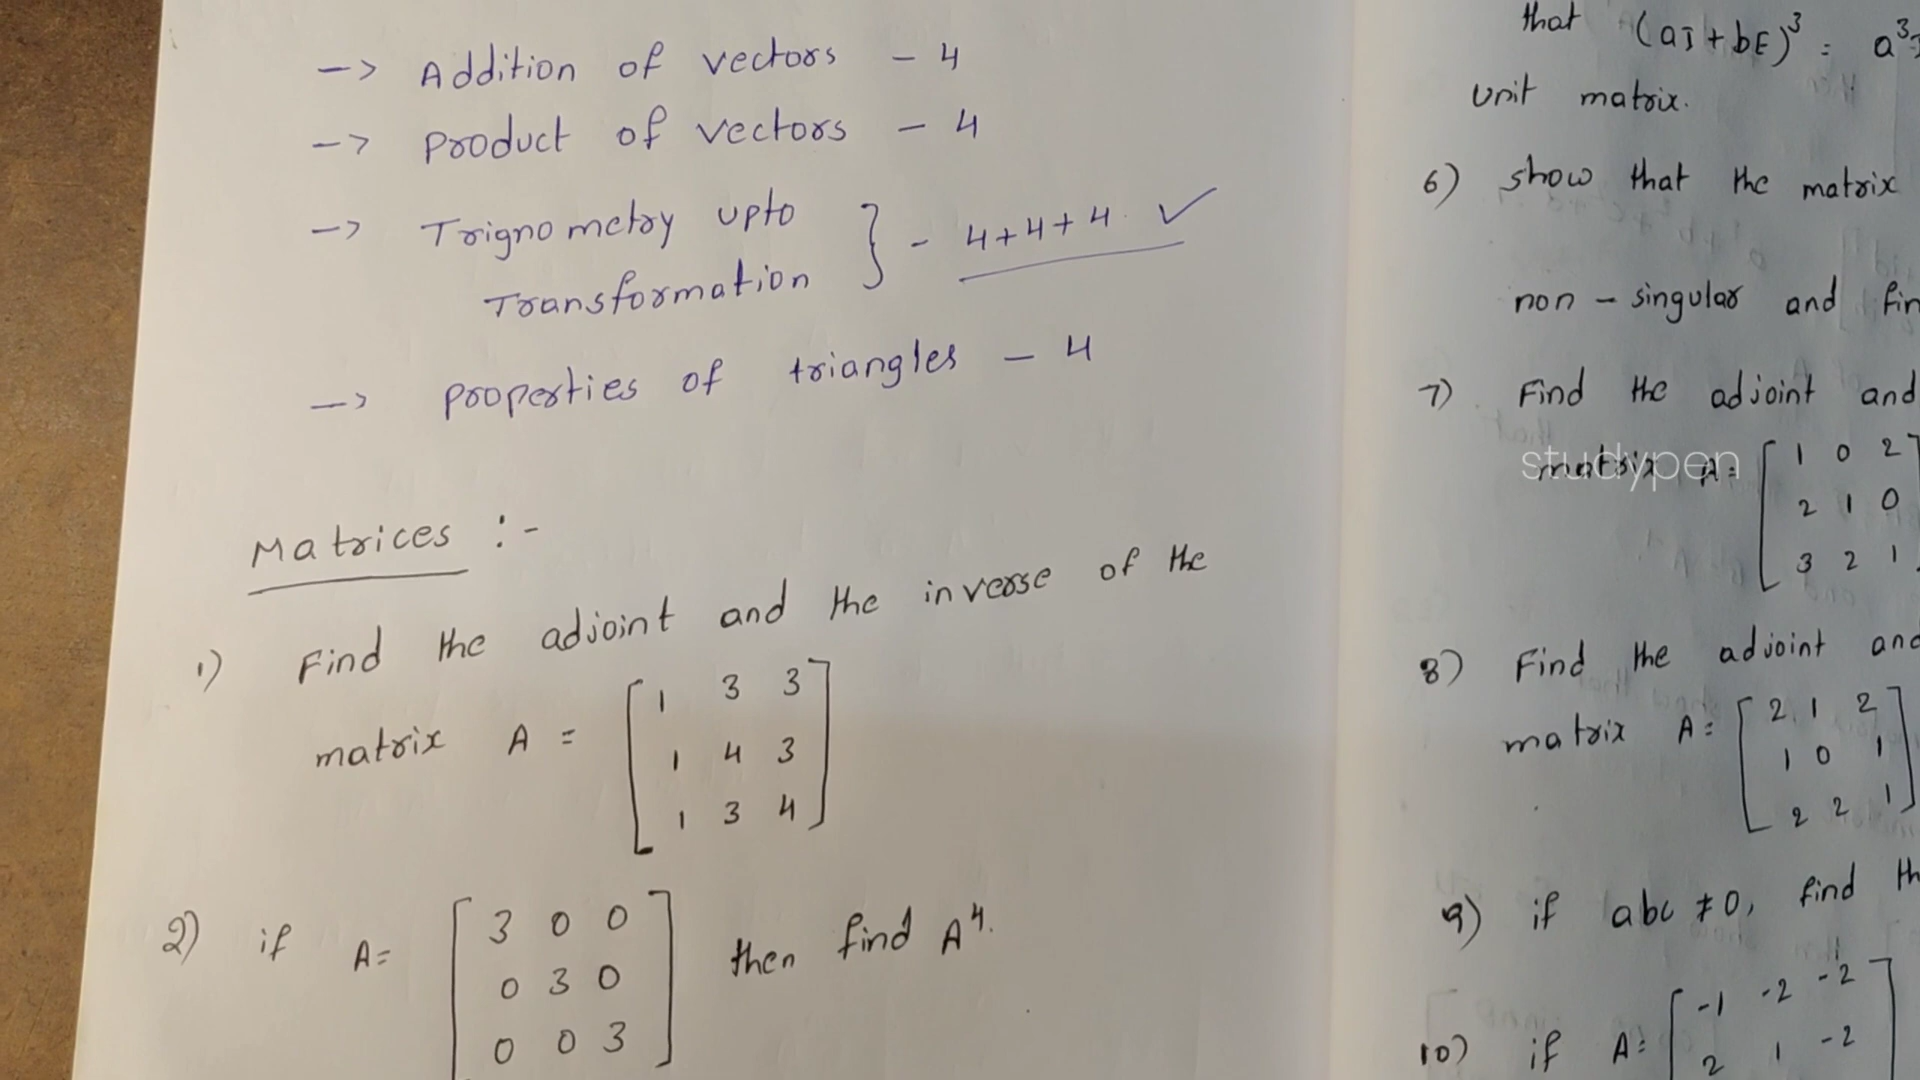 -> Addition of vectors - 4
-> product of vectors - 4
-> Trignometry upto
Transformation } - 4+4+4 ✓
-> properties of triangles - 4
Matrices :-
1) Find the adjoint and the inverse of the
matrix A = [1 3 3
1 4 3
1 3 4]
2) if A= [3 0 0
0 3 0
0 0 3] then find A⁴.
that (aI+bE)³ = a³
unit matrix.
6) show that the matrix
non - singular and
7) Find the adjoint and
matrix A= [1 0 2
2 1 0
3 2 1
studypen
8) Find the adjoint and
matrix A= [2 1 2
1 0 1
2 2 1]
9) if abc ≠0, find
10) if A= [-1 -2 -2
2 1 -2